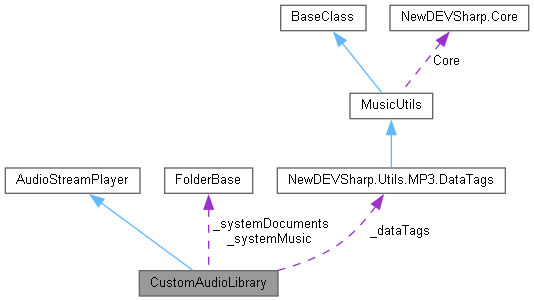 BaseClass
NewDEVSharp.Core
Core
MusicUtils
AudioStreamPlayer
FolderBase
NewDEVSharp.Utils.MP3.DataTags
_systemDocuments
_systemMusic
_dataTags
CustomAudioLibrary